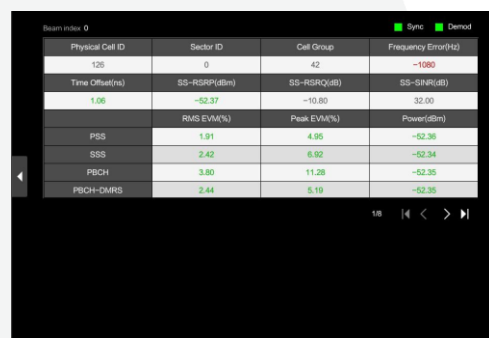 Beam index 0 Sync Demod
Physical Cell ID Sector ID Cell Group Frequency Error(Hz)
126 0 42 -1080
Time Offset(ns) SS-RSRP(dBm) SS-RSRQ(dB) SS-SINR(dB)
1.06 -52.37 -10.80 32.00
RMS EVM(%) Peak EVM(%) Power(dBm)
PSS 1.91 4.95 -52.36
SSS 2.42 6.92 -52.34
PBCH 3.80 11.28 -52.35
PBCH-DMRS 2.44 5.19 -52.35
1/8